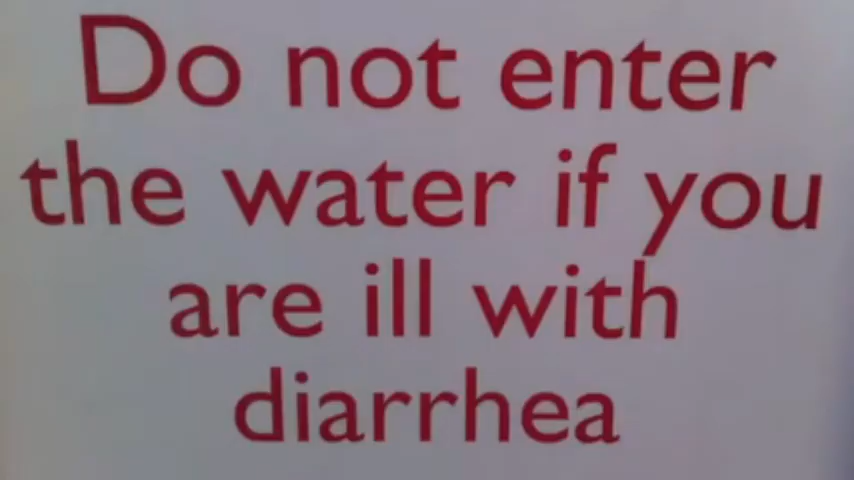 Do not enter
the water if you
are ill with
diarrhea